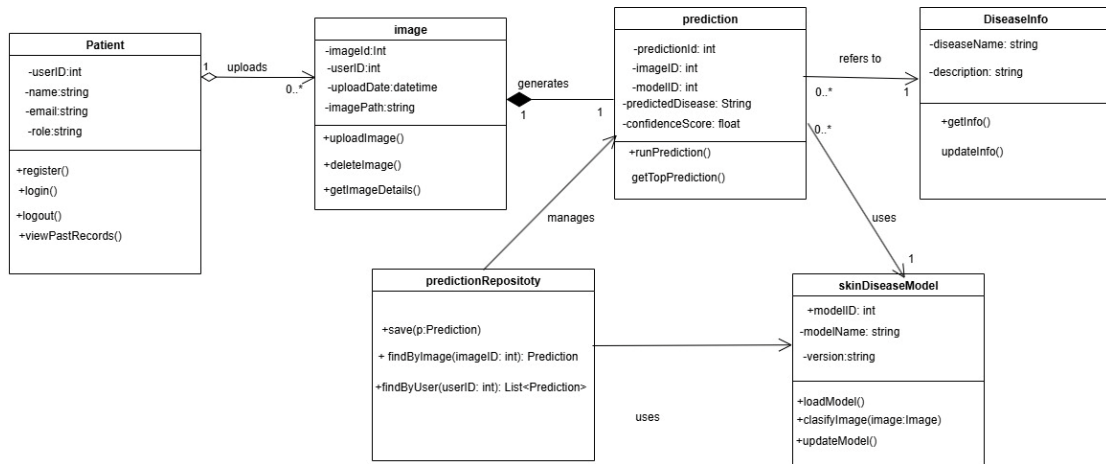 Patient
-userID:int
-name:string
-email:string
-role:string
+register()
+login()
+logout()
+viewPastRecords()
1
uploads
0..*
image
-imageId:Int
-userID:int
-uploadDate:datetime
-imagePath:string
+uploadImage()
+deleteImage()
+getImageDetails()
generates
1
1
prediction
-predictionId: int
-imageID: int
-modelID: int
-predictedDisease: String
-confidenceScore: float
+runPrediction()
getTopPrediction()
refers to
0..*
1
DiseaseInfo
-diseaseName: string
-description: string
+getInfo()
updateInfo()
0..*
uses
1
manages
predictionRepositoty
+save(p:Prediction)
+ findByImage(imageID: int): Prediction
+findByUser(userID: int): List<Prediction>
uses
skinDiseaseModel
+modelID: int
-modelName: string
-version:string
+loadModel()
+clasifyImage(image:Image)
+updateModel()